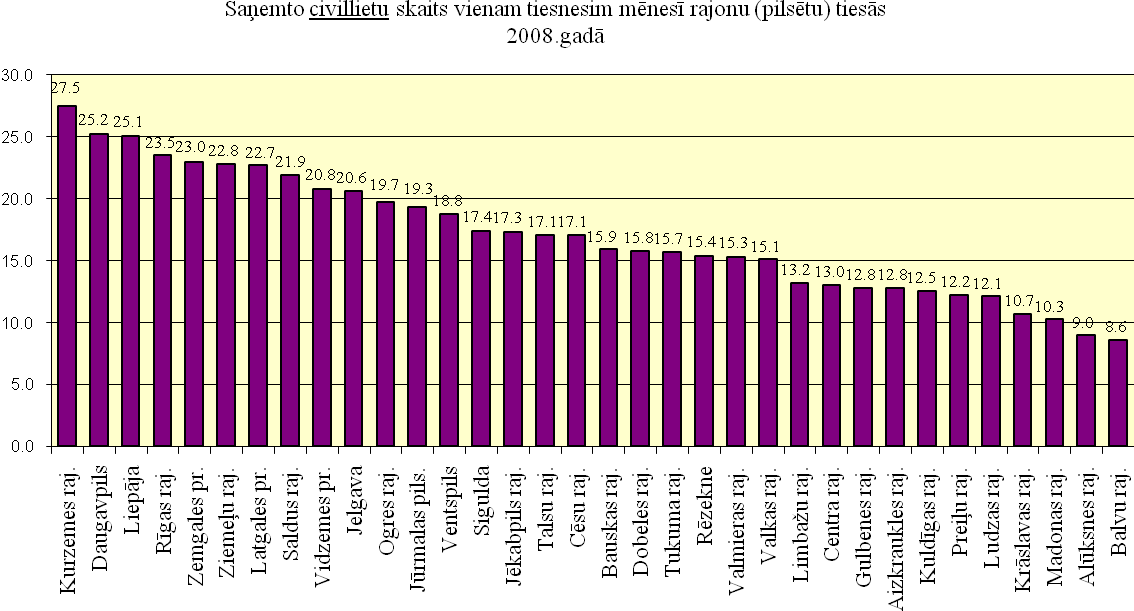 Saņemto civillietu skaits vienam tiesnesim mēnesī rajonu (pilsētu) tiesās
2008.gadā
30.0
25.0
20.0
15.0
10.0
5.0
0.0
27.5
25.2
25.1
23.5
23.0
22.8
22.7
21.9
20.8
20.6
19.7
19.3
18.8
17.4
17.3
17.1
17.1
15.9
15.8
15.7
15.4
15.3
15.1
13.2
13.0
12.8
12.8
12.5
12.2
12.1
10.7
10.3
9.0
8.6
Kurzemes raj.
Daugavpils
Liepāja
Rīgas raj.
Zemgales pr.
Ziemeļu raj.
Latgales pr.
Saldus raj.
Vidzemes pr.
Jelgava
Ogres raj.
Jūrmalas pils.
Ventspils
Sigulda
Jēkabpils raj.
Talsu raj.
Cēsu raj.
Bauskas raj.
Dobeles raj.
Tukuma raj.
Rēzekne
Valmieras raj.
Valkas raj.
Limbažu raj.
Centra raj.
Gulbenes raj.
Aizkraukles raj.
Kuldīgas raj.
Preiļu raj.
Ludzas raj.
Krāslavas raj.
Madonas raj.
Alūksnes raj.
Balvu raj.